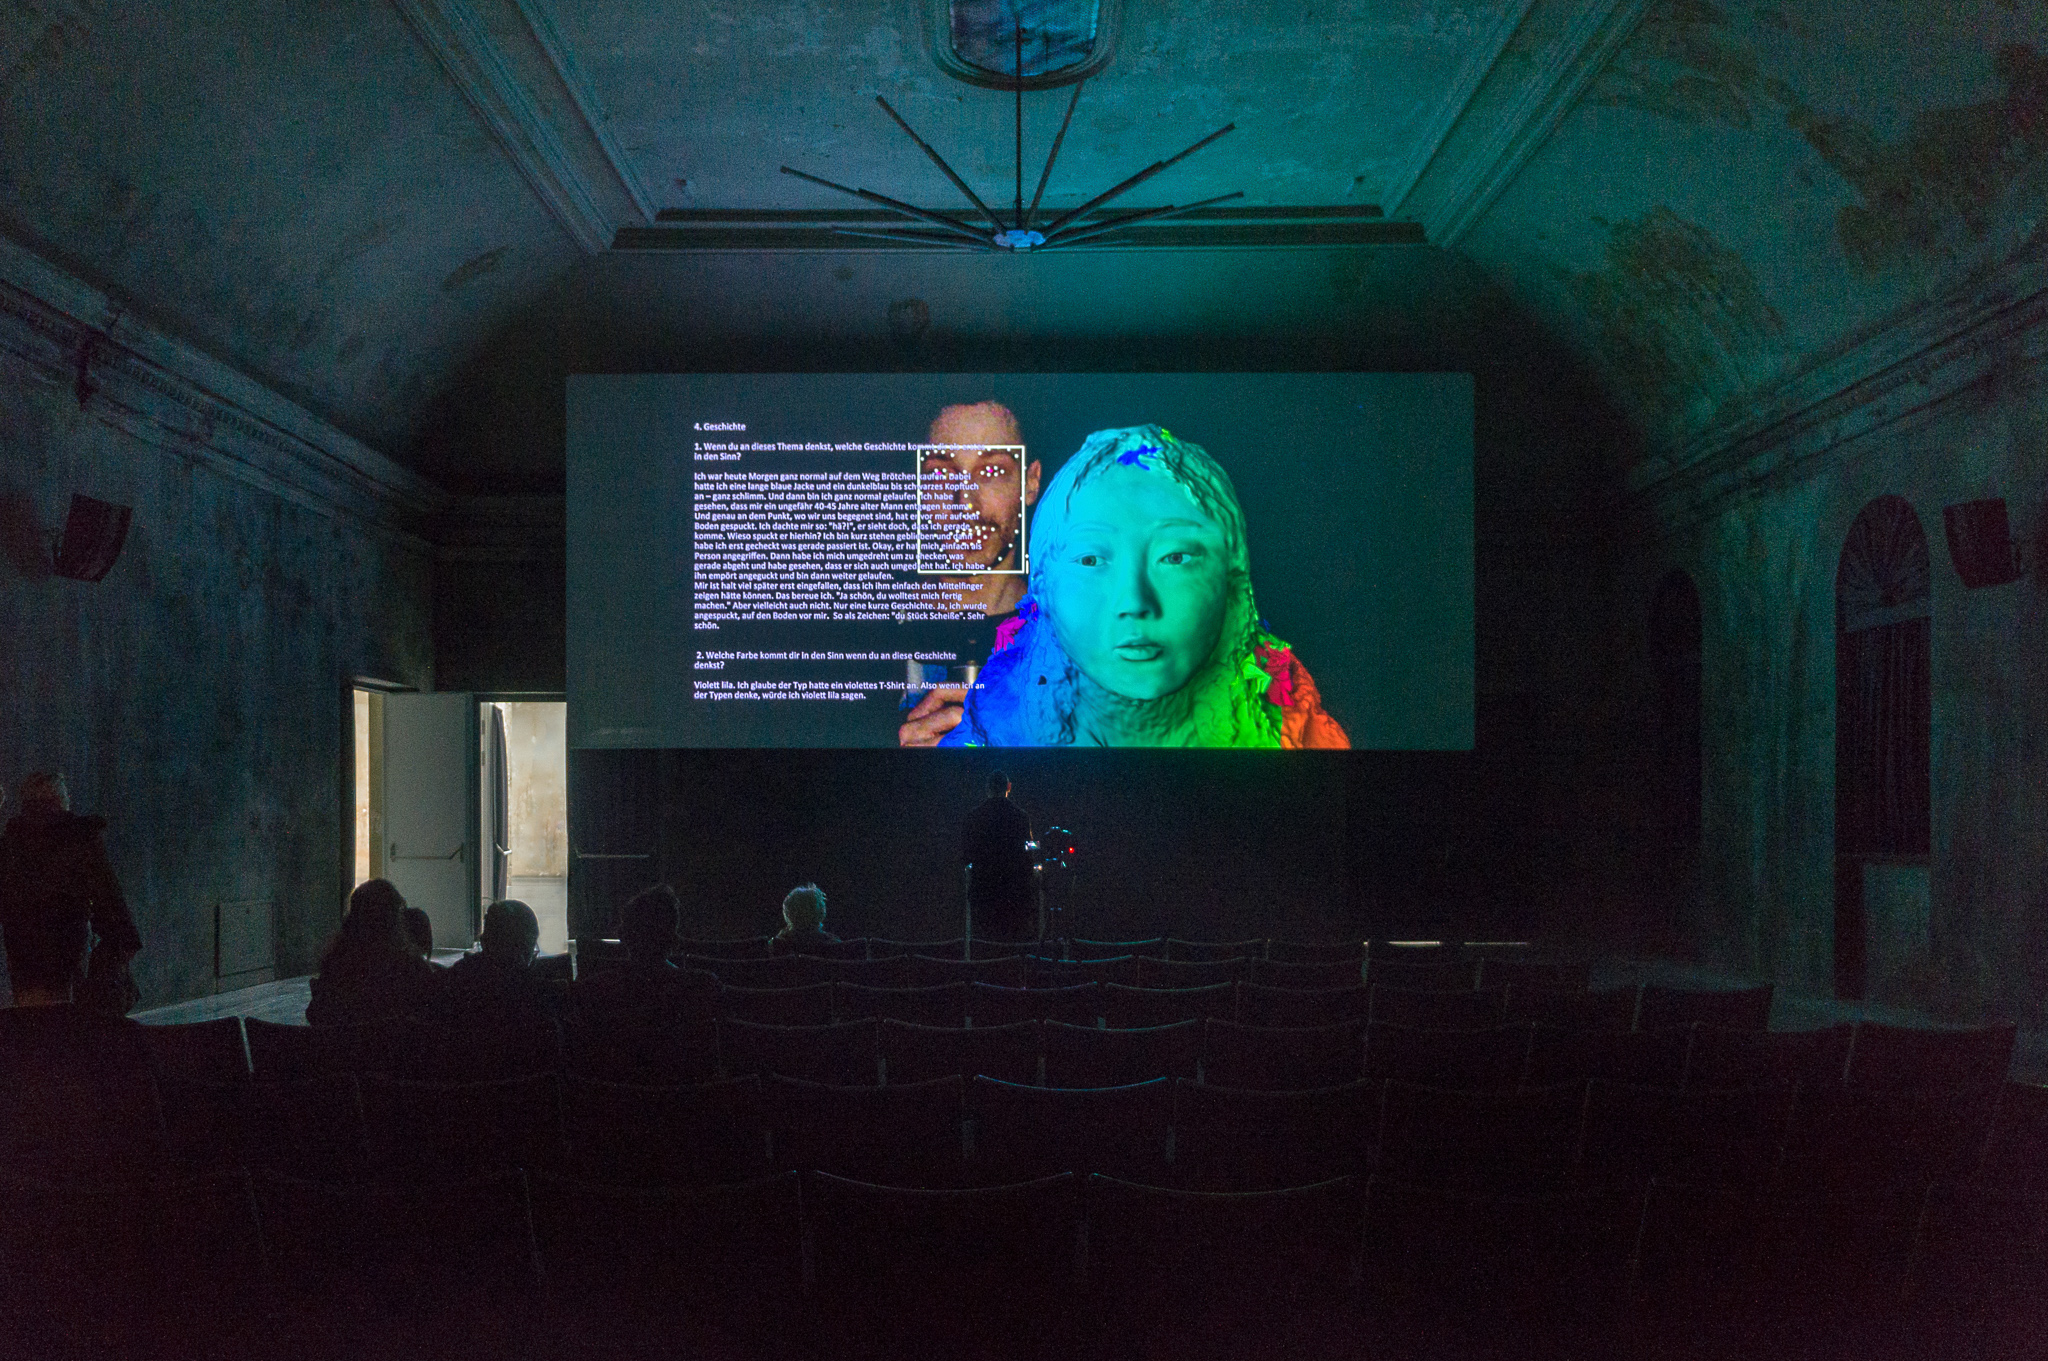 4. Geschichte
1. Wenn du an dieses Thema denkst, welche Geschichte kommt dir als erstes
in den Sinn?
Ich war heute Morgen ganz normal auf dem Weg Brötchen kaufen. Dabei
hatte ich eine lange blaue Jacke und ein dunkelblau bis schwarzes Kopftuch
an – ganz schlimm. Und dann bin ich ganz normal gelaufen. Ich habe
gesehen, dass mir ein ungefähr 40-45 Jahre alter Mann entgegen kommt.
Und genau an dem Punkt, wo wir uns begegnet sind, hat er vor mir auf den
Boden gespuckt. Ich dachte mir so: "hä?!", er sieht doch, dass ich gerade
komme. Wieso spuckt er hierhin? Ich bin kurz stehen geblieben und dann
habe ich erst gecheckt was gerade passiert ist. Okay, er hat mich einfach als
Person angegriffen. Dann habe ich mich umgedreht um zu checken was
gerade abgeht und habe gesehen, dass er sich auch umgedreht hat. Ich habe
ihn empört angeguckt und bin dann weiter gelaufen.
Mir ist halt viel später erst eingefallen, dass ich ihm einfach den Mittelfinger
zeigen hätte können. Das bereue ich. "Ja schön, du wolltest mich fertig
machen." Aber vielleicht auch nicht. Nur eine kurze Geschichte. Ja, ich wurde
angespuckt, auf den Boden vor mir. So als Zeichen: "du Stück Scheiße". Sehr
schön.
2. Welche Farbe kommt dir in den Sinn wenn du an diese Geschichte
denkst?
Violett lila. Ich glaube der Typ hatte ein violettes T-Shirt an. Also wenn ich an
der Typen denke, würde ich violett lila sagen.